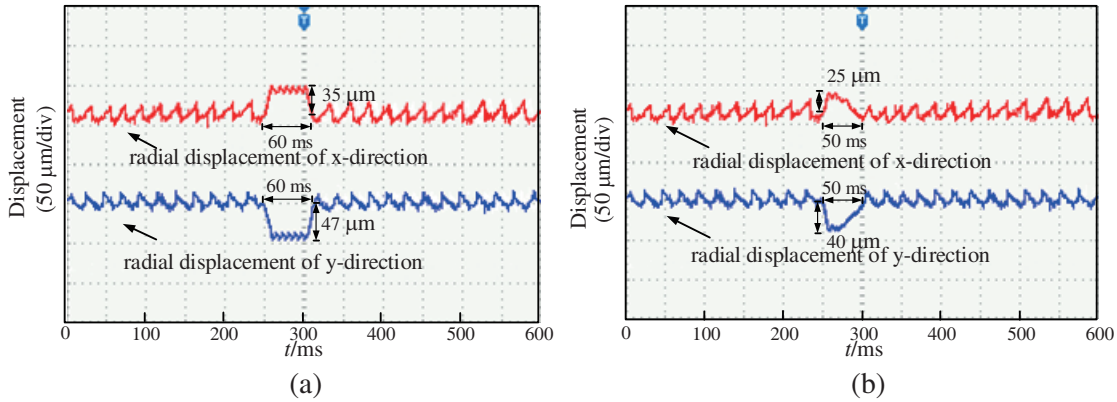 T
Displacement
(50 μm/div)
35 μm
60 ms
radial displacement of x-direction
60 ms
47 μm
radial displacement of y-direction
0 100 200 300 400 500 600
t/ms
(a)
T
Displacement
(50 μm/div)
25 μm
50 ms
radial displacement of x-direction
50 ms
40 μm
radial displacement of y-direction
0 100 200 300 400 500 600
t/ms
(b)